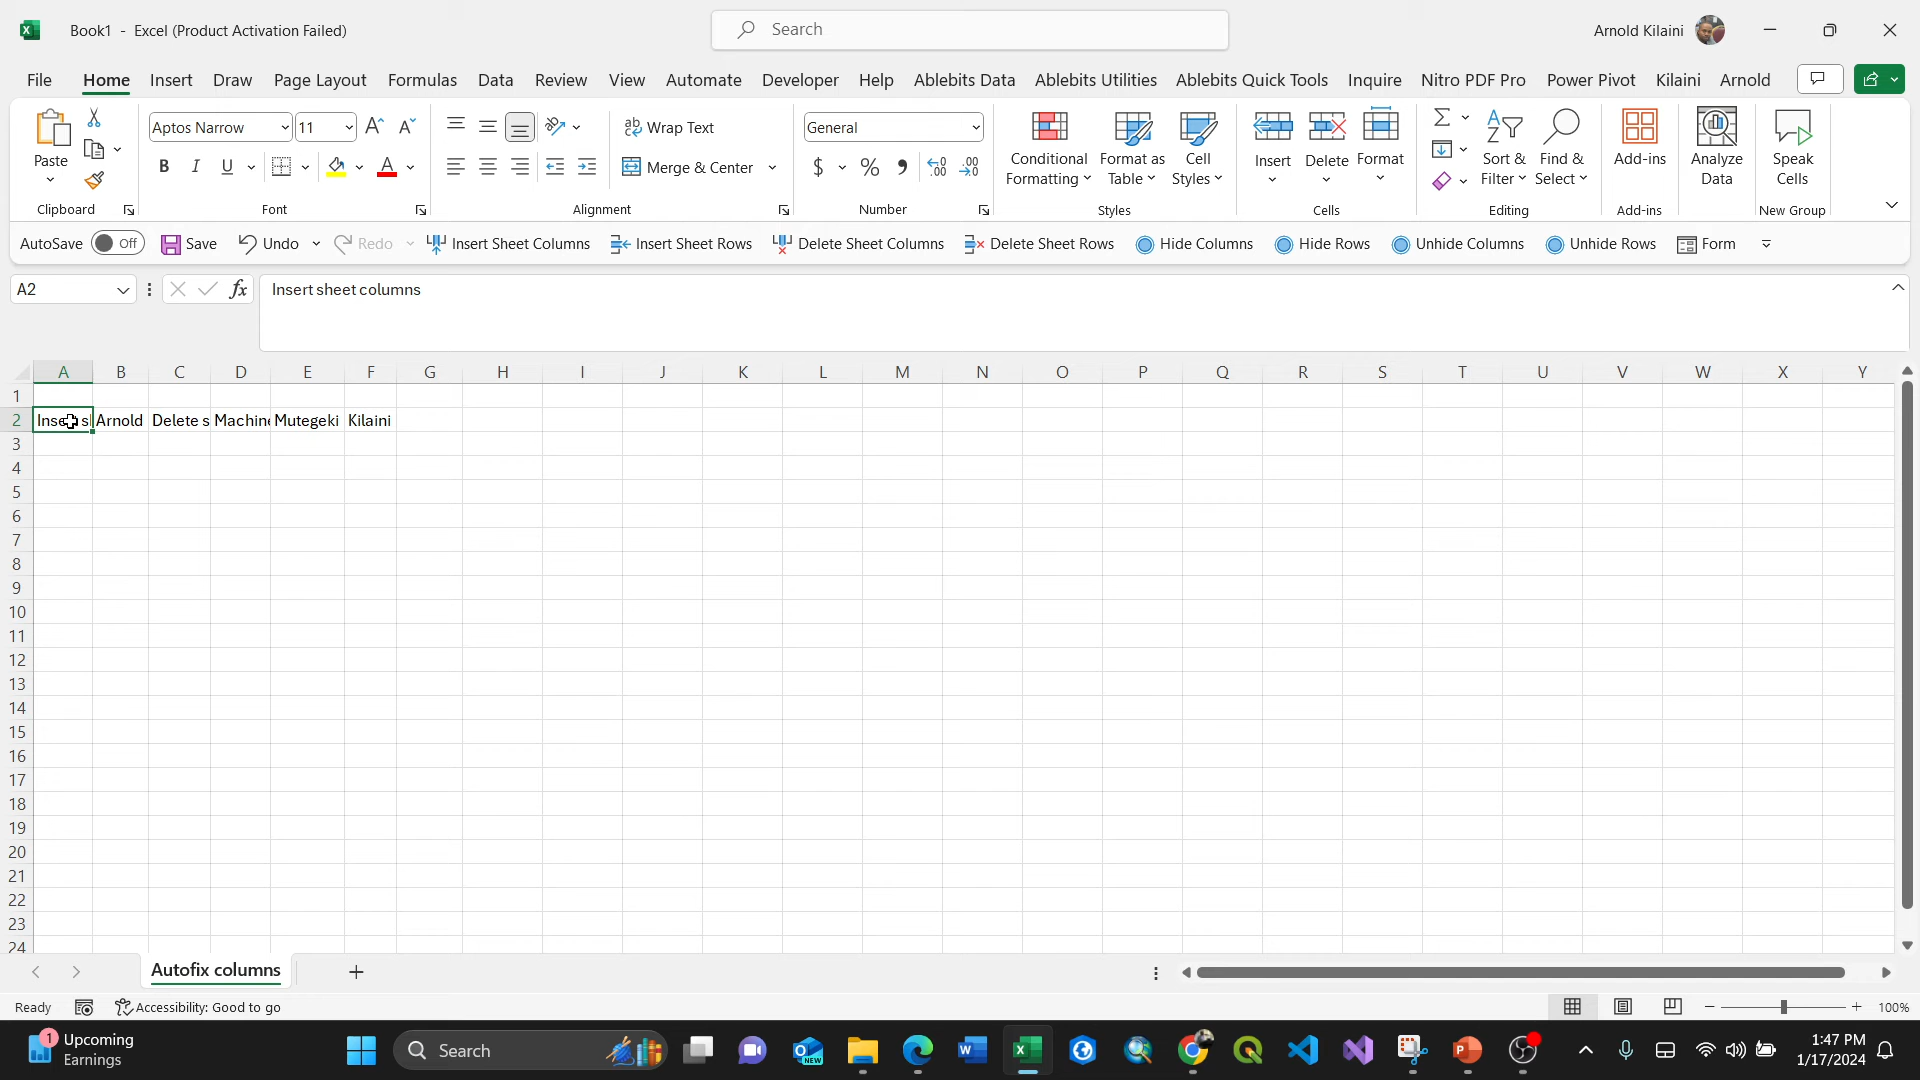 Book1 - Excel (Product Activation Failed)
Search
Arnold Kilaini
File Home Insert Draw Page Layout Formulas Data Review View Automate Developer Help Ablebits Data Ablebits Utilities Ablebits Quick Tools Inquire Nitro PDF Pro Power Pivot Kilaini Arnold
Paste
Clipboard
Aptos Narrow 11
B I U
Font
Wrap Text
Merge & Center
Alignment
General
$ % ,
Number
Conditional
Formatting
Format as
Table
Cell
Styles
Styles
Insert Delete Format
Cells
Sort &
Filter
Find &
Select
Editing
Add-ins
Add-ins
Analyze
Data
Speak
Cells
New Group
AutoSave Off Save Undo Redo Insert Sheet Columns Insert Sheet Rows Delete Sheet Columns Delete Sheet Rows Hide Columns Hide Rows Unhide Columns Unhide Rows Form
A2 fx Insert sheet columns
A B C D E F G H I J K L M N O P Q R S T U V W X Y
1
2 Insert sl Arnold Delete s Machine Mutegeki Kilaini
3
4
5
6
7
8
9
10
11
12
13
14
15
16
17
18
19
20
21
22
23
24
Autofix columns
Ready Accessibility: Good to go 100%
1 Upcoming
Earnings
Search
NEW
1:47 PM
1/17/2024